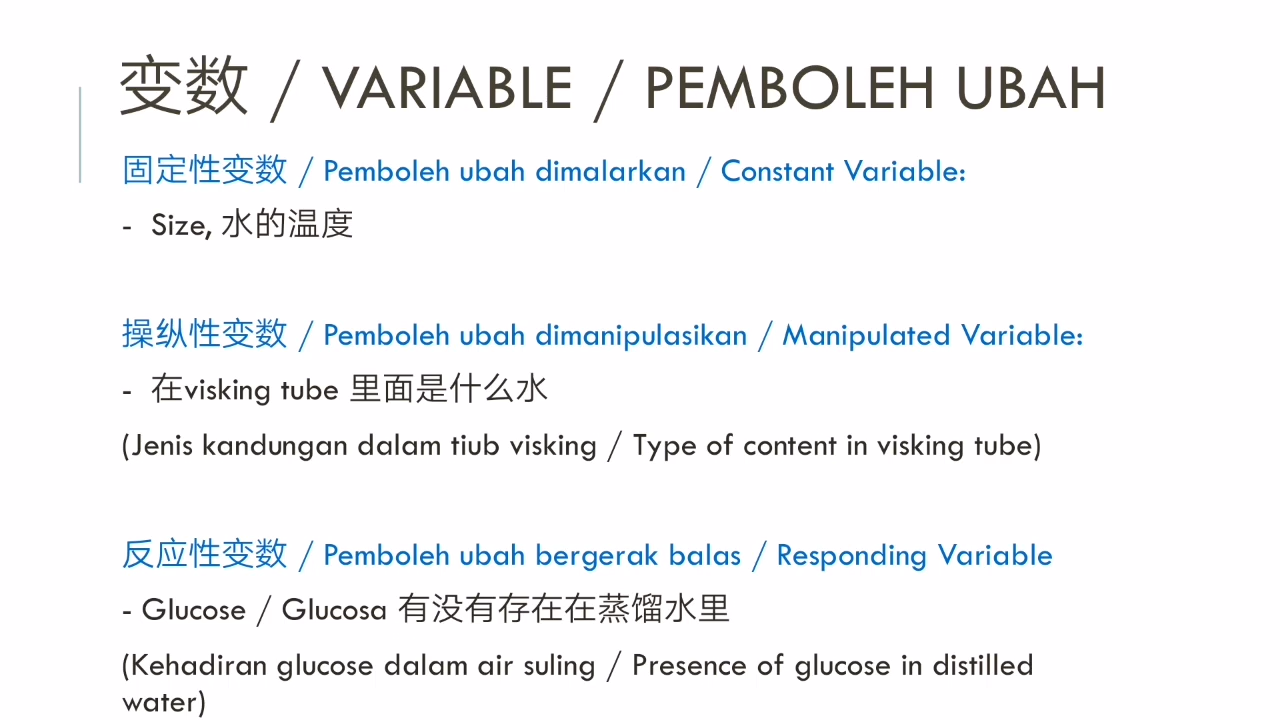 变数 / VARIABLE / PEMBOLEH UBAH
固定性变数 / Pemboleh ubah dimalarkan / Constant Variable:
- Size, 水的温度
操纵性变数 / Pemboleh ubah dimanipulasikan / Manipulated Variable:
- 在visking tube 里面是什么水
(Jenis kandungan dalam tiub visking / Type of content in visking tube)
反应性变数 / Pemboleh ubah bergerak balas / Responding Variable
- Glucose / Glucosa 有没有存在在蒸馏水里
(Kehadiran glucose dalam air suling / Presence of glucose in distilled
water)